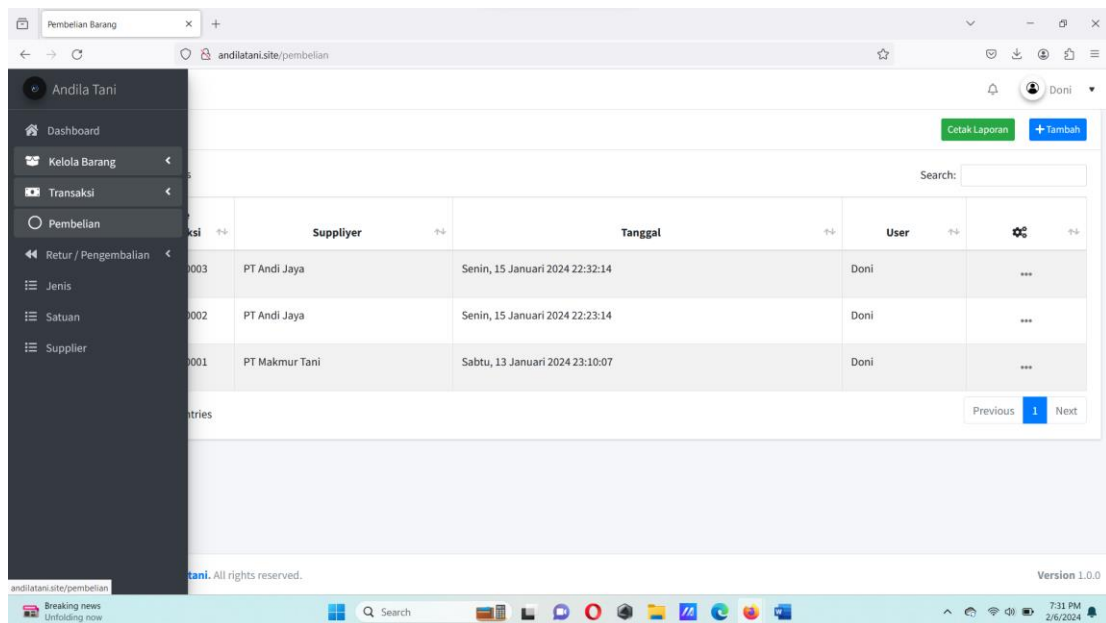 Pembelian Barang
andilatani.site/pembelian
Andila Tani
Doni
Dashboard
Cetak Laporan
+Tambah
Kelola Barang
Search:
Transaksi
Pembelian
ksi Suppliyer Tanggal User
Retur / Pengembalian
0003 PT Andi Jaya Senin, 15 Januari 2024 22:32:14 Doni ...
Jenis
Satuan
0002 PT Andi Jaya Senin, 15 Januari 2024 22:23:14 Doni ...
Supplier
0001 PT Makmur Tani Sabtu, 13 Januari 2024 23:10:07 Doni ...
ntries
Previous 1 Next
tani. All rights reserved.
Version 1.0.0
andilatani.site/pembelian
Breaking news
Unfolding now
Search
7:31 PM
2/6/2024